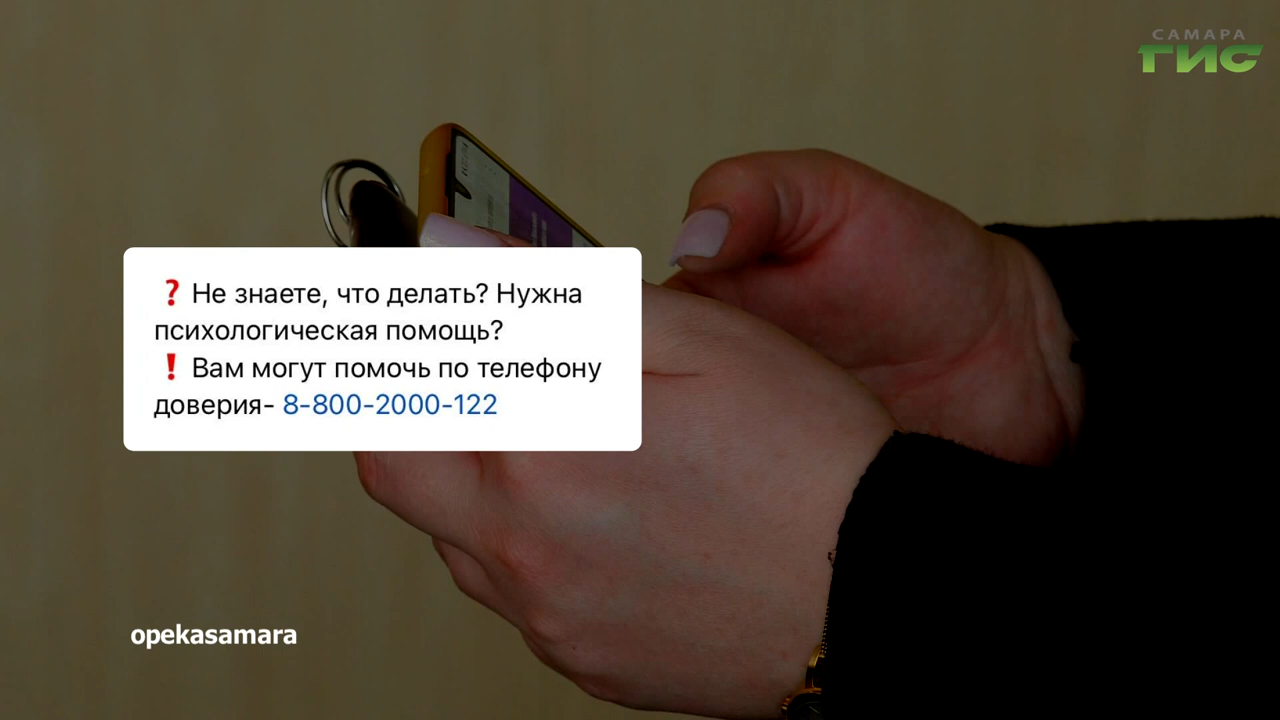 САМАРА
ГИС
❓ Не знаете, что делать? Нужна
психологическая помощь?
❗ Вам могут помочь по телефону
доверия- 8-800-2000-122
opekasamara